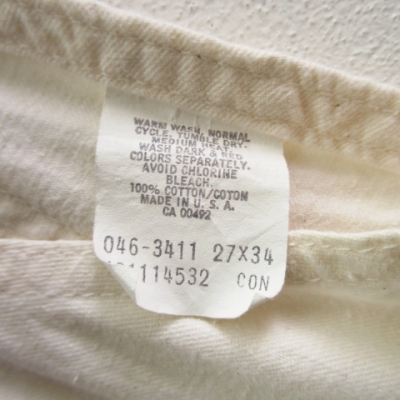 WARM WASH, NORMAL
CYCLE, TUMBLE DRY-
MEDIUM HEAT.
WASH DARK & RED
COLORS SEPARATELY.
AVOID CHLORINE
BLEACH.
100% COTTON/COTON
MADE IN U. S. A.
CA 00492
046-3411 27X34
114532 CON